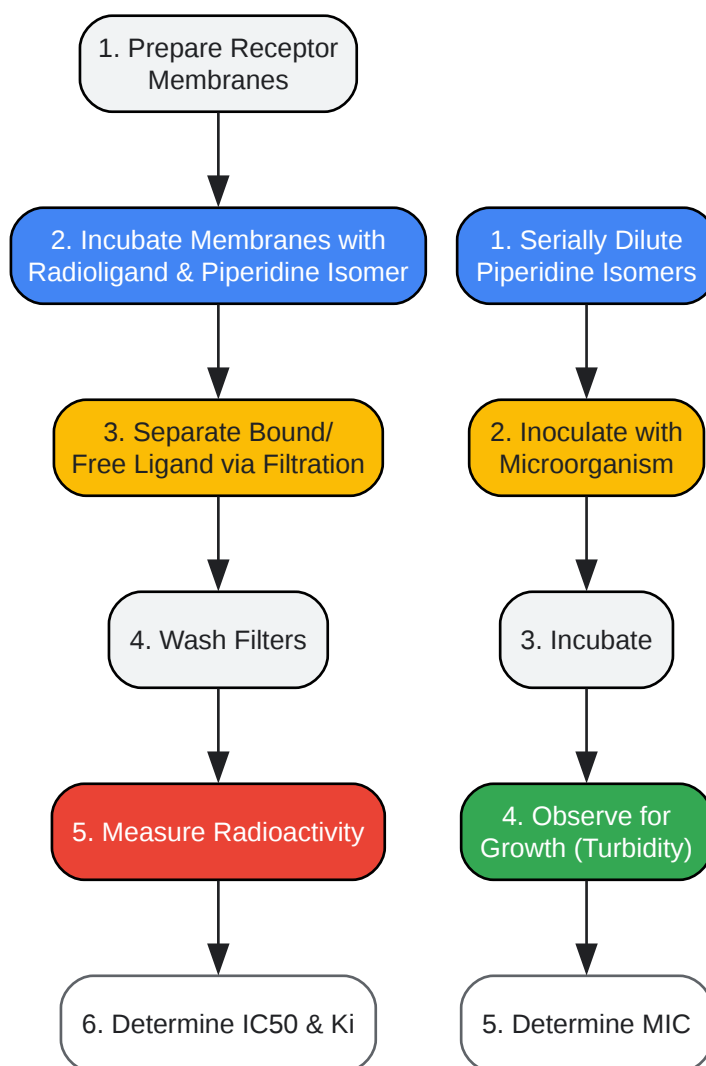 1. Prepare Receptor
Membranes
2. Incubate Membranes with
Radioligand & Piperidine Isomer
3. Separate Bound/
Free Ligand via Filtration
4. Wash Filters
5. Measure Radioactivity
6. Determine IC50 & Ki
1. Serially Dilute
Piperidine Isomers
2. Inoculate with
Microorganism
3. Incubate
4. Observe for
Growth (Turbidity)
5. Determine MIC